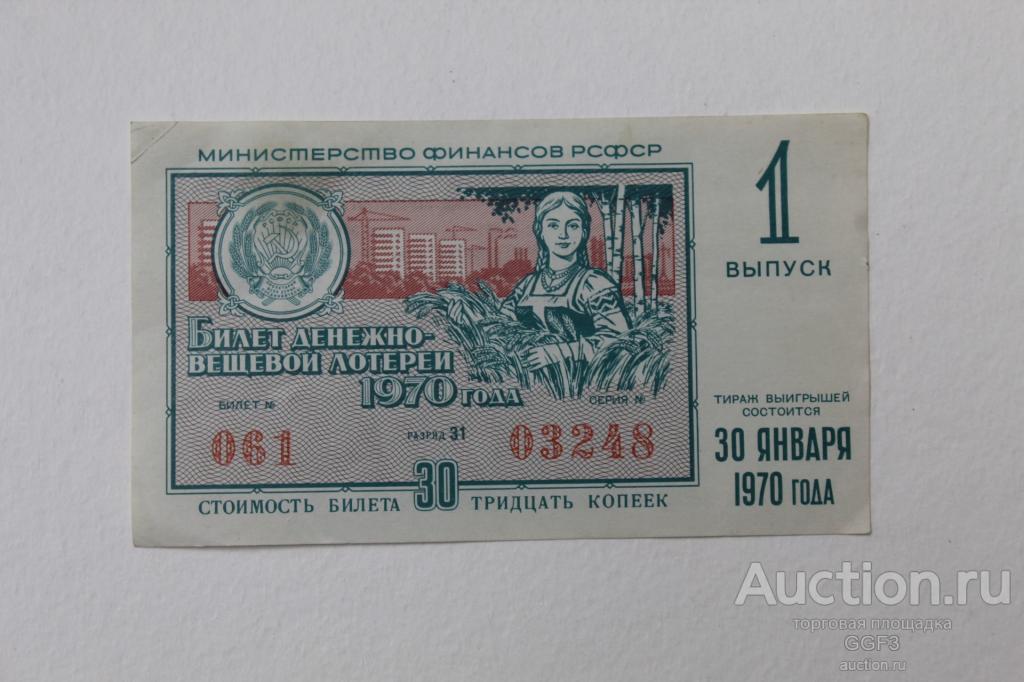 МИНИСТЕРСТВО ФИНАНСОВ РСФСР
1
ВЫПУСК
БИЛЕТ ДЕНЕЖНО-
ВЕЩЕВОЙ ЛОТЕРЕИ
1970 ГОДА
БИЛЕТ №
СЕРИЯ №
061
РАЗРЯД 31
03248
СТОИМОСТЬ БИЛЕТА 30 ТРИДЦАТЬ КОПЕЕК
ТИРАЖ ВЫИГРЫШЕЙ
СОСТОИТСЯ
30 ЯНВАРЯ
1970 ГОДА
Auction.ru
торговая площадка
GGF3
auction.ru